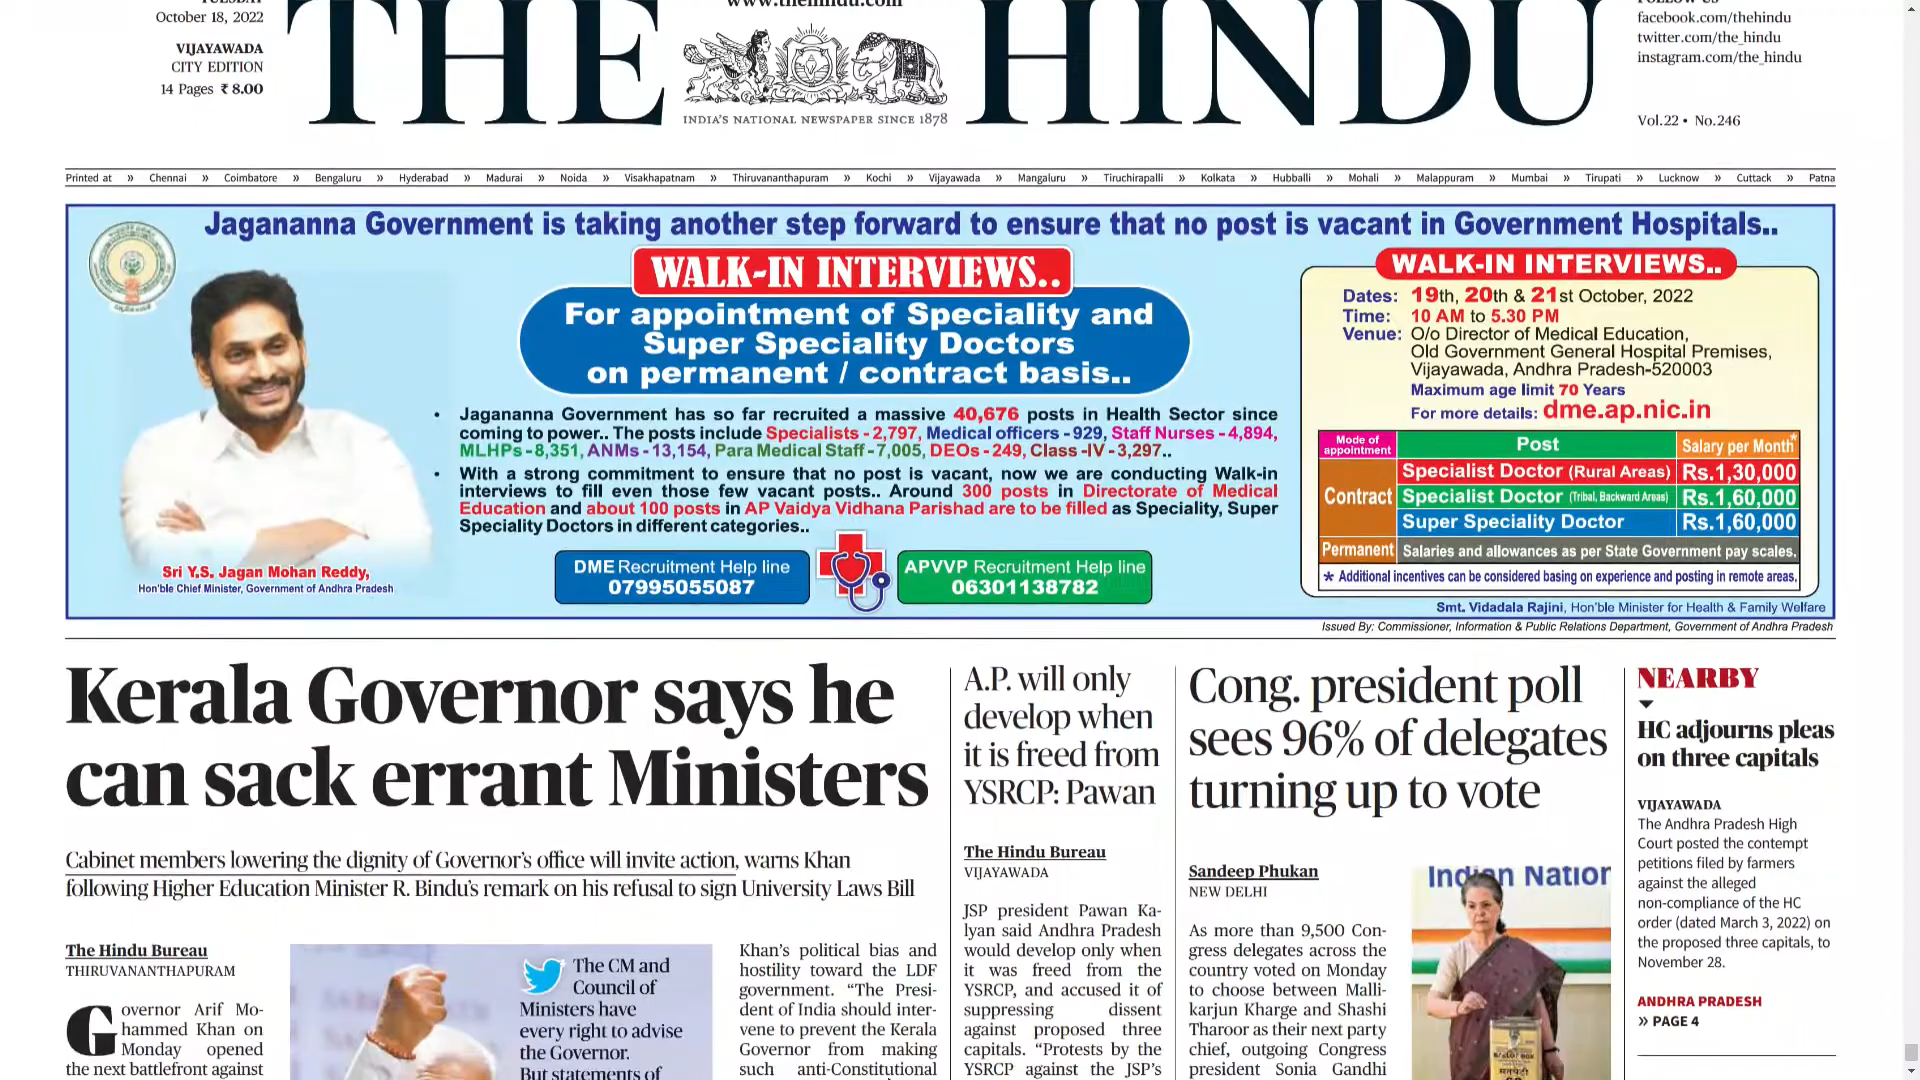 TUESDAY
October 18, 2022
VIJAYAWADA
CITY EDITION
14 Pages ₹ 8.00
www.thehindu.com
THE HINDU
INDIA'S NATIONAL NEWSPAPER SINCE 1878
FOLLOW US
facebook.com/thehindu
twitter.com/the_hindu
instagram.com/the_hindu
Vol.22 • No.246
Printed at » Chennai » Coimbatore » Bengaluru » Hyderabad » Madurai » Noida » Visakhapatnam » Thiruvananthapuram » Kochi » Vijayawada » Mangaluru » Tiruchirapalli » Kolkata » Hubballi » Mohali » Malappuram » Mumbai » Tirupati » Lucknow » Cuttack » Patna
Jagananna Government is taking another step forward to ensure that no post is vacant in Government Hospitals..
WALK-IN INTERVIEWS..
For appointment of Speciality and
Super Speciality Doctors
on permanent / contract basis..
• Jagananna Government has so far recruited a massive 40,676 posts in Health Sector since
coming to power.. The posts include Specialists - 2,797, Medical officers - 929, Staff Nurses - 4,894,
MLHPs - 8,351, ANMs - 13,154, Para Medical Staff - 7,005, DEOs - 249, Class -IV - 3,297..
• With a strong commitment to ensure that no post is vacant, now we are conducting Walk-in
interviews to fill even those few vacant posts.. Around 300 posts in Directorate of Medical
Education and about 100 posts in AP Vaidya Vidhana Parishad are to be filled as Speciality, Super
Speciality Doctors in different categories..
Sri Y.S. Jagan Mohan Reddy,
Hon'ble Chief Minister, Government of Andhra Pradesh
DME Recruitment Help line
07995055087
APVVP Recruitment Help line
06301138782
WALK-IN INTERVIEWS..
Dates: 19th, 20th & 21st October, 2022
Time: 10 AM to 5.30 PM
Venue: O/o Director of Medical Education,
Old Government General Hospital Premises,
Vijayawada, Andhra Pradesh-520003
Maximum age limit 70 Years
For more details: dme.ap.nic.in
Mode of appointment Post Salary per Month*
Contract
Specialist Doctor (Rural Areas) Rs.1,30,000
Specialist Doctor (Tribal, Backward Areas) Rs.1,60,000
Super Speciality Doctor Rs.1,60,000
Permanent Salaries and allowances as per State Government pay scales.
* Additional incentives can be considered basing on experience and posting in remote areas.
Smt. Vidadala Rajini, Hon'ble Minister for Health & Family Welfare
Issued By: Commissioner, Information & Public Relations Department, Government of Andhra Pradesh
Kerala Governor says he
can sack errant Ministers
Cabinet members lowering the dignity of Governor's office will invite action, warns Khan
following Higher Education Minister R. Bindu's remark on his refusal to sign University Laws Bill
The Hindu Bureau
THIRUVANANTHAPURAM
Governor Arif Mo-
hammed Khan on
Monday opened
the next battlefront against
The CM and
Council of
Ministers have
every right to advise
the Governor.
But statements of
Khan's political bias and
hostility toward the LDF
government. "The Presi-
dent of India should inter-
vene to prevent the Kerala
Governor from making
such anti-Constitutional
A.P. will only
develop when
it is freed from
YSRCP: Pawan
The Hindu Bureau
VIJAYAWADA
JSP president Pawan Ka-
lyan said Andhra Pradesh
would develop only when
it was freed from the
YSRCP, and accused it of
suppressing dissent
against proposed three
capitals. "Protests by the
YSRCP against the JSP's
Cong. president poll
sees 96% of delegates
turning up to vote
Sandeep Phukan
NEW DELHI
As more than 9,500 Con-
gress delegates across the
country voted on Monday
to choose between Malli-
karjun Kharge and Shashi
Tharoor as their next party
chief, outgoing Congress
president Sonia Gandhi
Indian Nation
BALLOT BOX
मतपेटी
NEARBY
HC adjourns pleas
on three capitals
VIJAYAWADA
The Andhra Pradesh High
Court posted the contempt
petitions filed by farmers
against the alleged
non-compliance of the HC
order (dated March 3, 2022) on
the proposed three capitals, to
November 28.
ANDHRA PRADESH
» PAGE 4